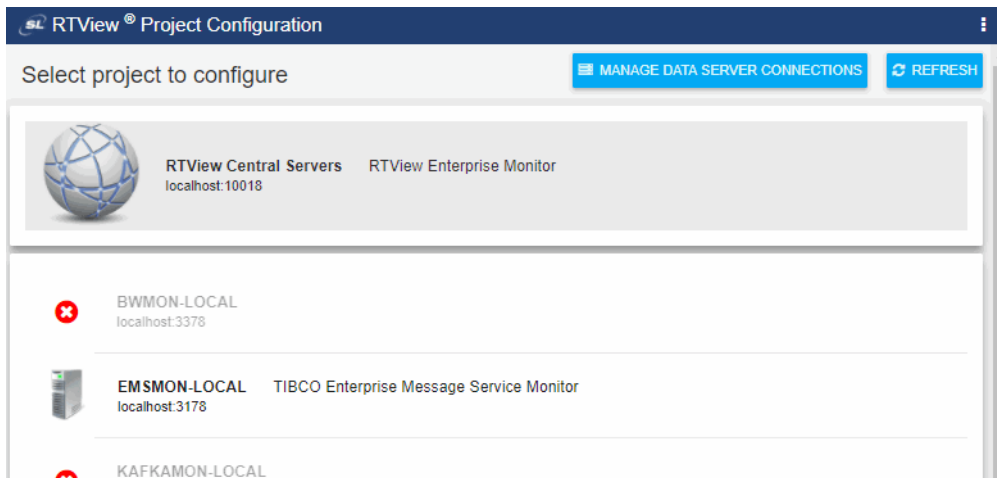 SL RTView ® Project Configuration
Select project to configure
MANAGE DATA SERVER CONNECTIONS
REFRESH
RTView Central Servers RTView Enterprise Monitor
localhost:10018
BWMON-LOCAL
localhost:3378
EMSMON-LOCAL TIBCO Enterprise Message Service Monitor
localhost:3178
KAFKAMON-LOCAL